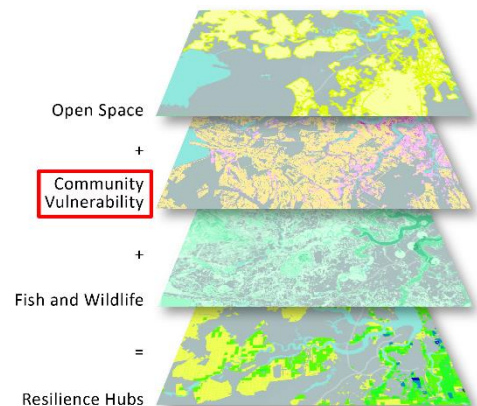 Open Space
+
Community
Vulnerability
+
Fish and Wildlife
=
Resilience Hubs